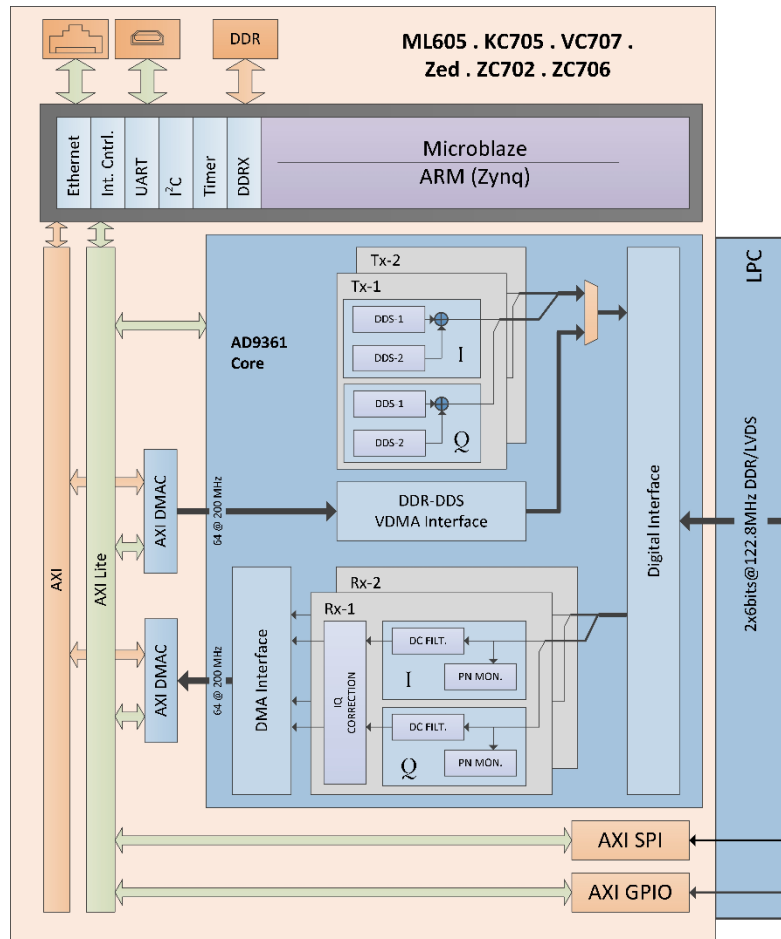 DDR
ML605 . KC705 . VC707 .
Zed . ZC702 . ZC706
Ethernet
Int. Cntrl.
UART
I²C
Timer
DDRX
Microblaze
ARM (Zynq)
AXI
AXI Lite
AD9361
Core
Tx-2
Tx-1
DDS-1
DDS-2
I
DDS-1
DDS-2
Q
AXI DMAC
64 @ 200 MHz
DDR-DDS
VDMA Interface
Digital Interface
LPC
2x6bits@122.8MHz DDR/LVDS
Rx-2
Rx-1
AXI DMAC
64 @ 200 MHz
DMA Interface
IQ
CORRECTION
DC FILT.
PN MON.
I
DC FILT.
PN MON.
Q
AXI SPI
AXI GPIO